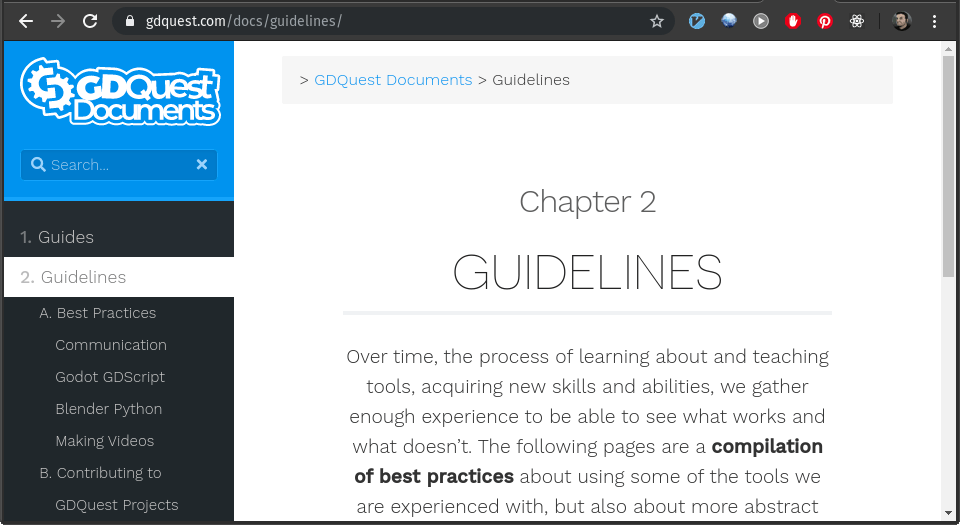 gdquest.com/docs/guidelines/
GDQuest
Documents
Search...
1. Guides
2. Guidelines
A. Best Practices
Communication
Godot GDScript
Blender Python
Making Videos
B. Contributing to
GDQuest Projects
> GDQuest Documents > Guidelines
Chapter 2
GUIDELINES
Over time, the process of learning about and teaching
tools, acquiring new skills and abilities, we gather
enough experience to be able to see what works and
what doesn't. The following pages are a compilation
of best practices about using some of the tools we
are experienced with, but also about more abstract